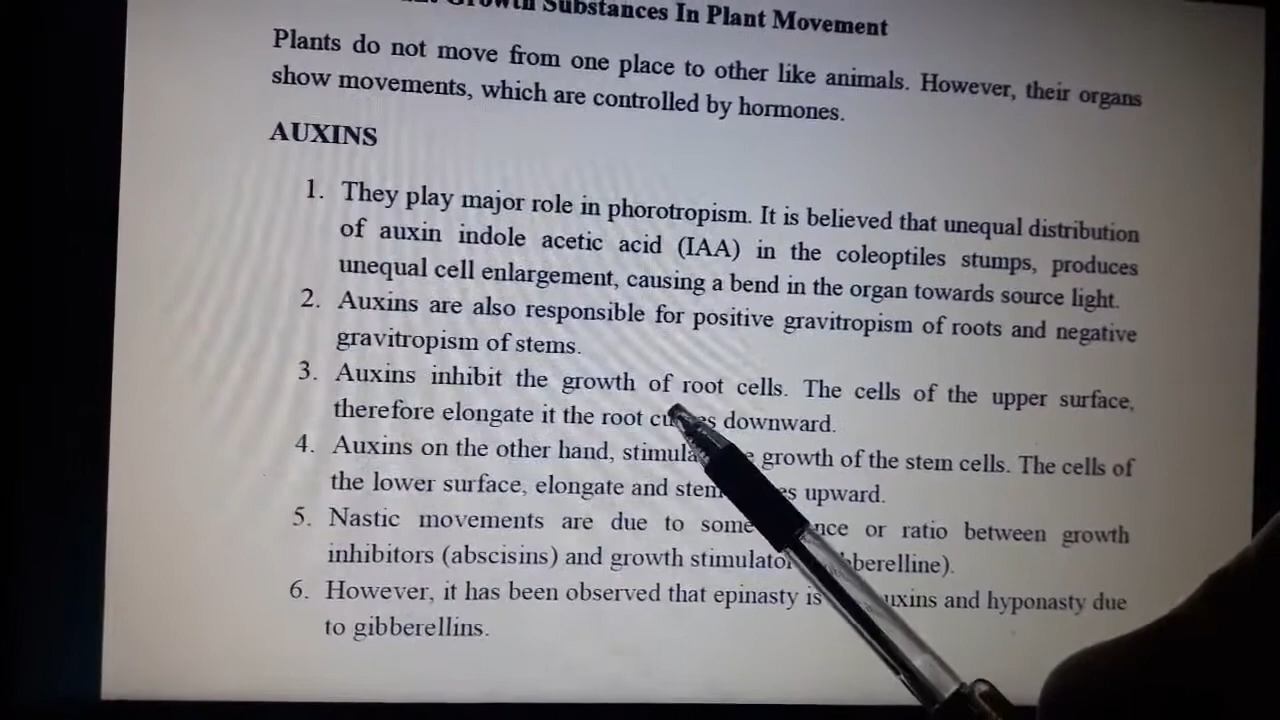 Substances In Plant Movement
Plants do not move from one place to other like animals. However, their organs
show movements, which are controlled by hormones.
AUXINS
1. They play major role in phorotropism. It is believed that unequal distribution
of auxin indole acetic acid (IAA) in the coleoptiles stumps, produces
unequal cell enlargement, causing a bend in the organ towards source light.
2. Auxins are also responsible for positive gravitropism of roots and negative
gravitropism of stems.
3. Auxins inhibit the growth of root cells. The cells of the upper surface,
therefore elongate it the root downward.
4. Auxins on the other hand, growth of the stem cells. The cells of
the lower surface, elongate and stem upward.
5. Nastic movements are due to some or ratio between growth
inhibitors (abscisins) and growth
6. However, it has been observed that epinasty is and hyponasty due
to gibberellins.